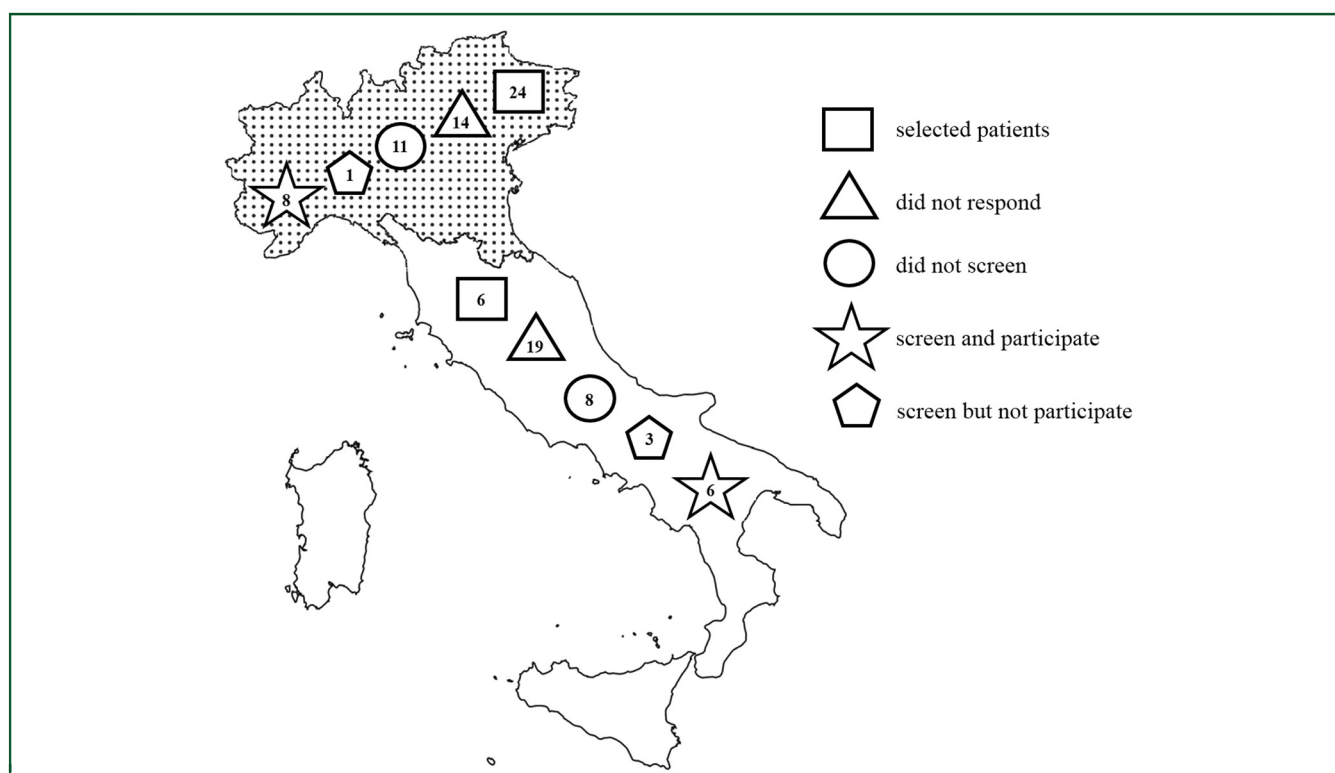 24
14
11
1
8
6
19
8
3
6
selected patients
did not respond
did not screen
screen and participate
screen but not participate